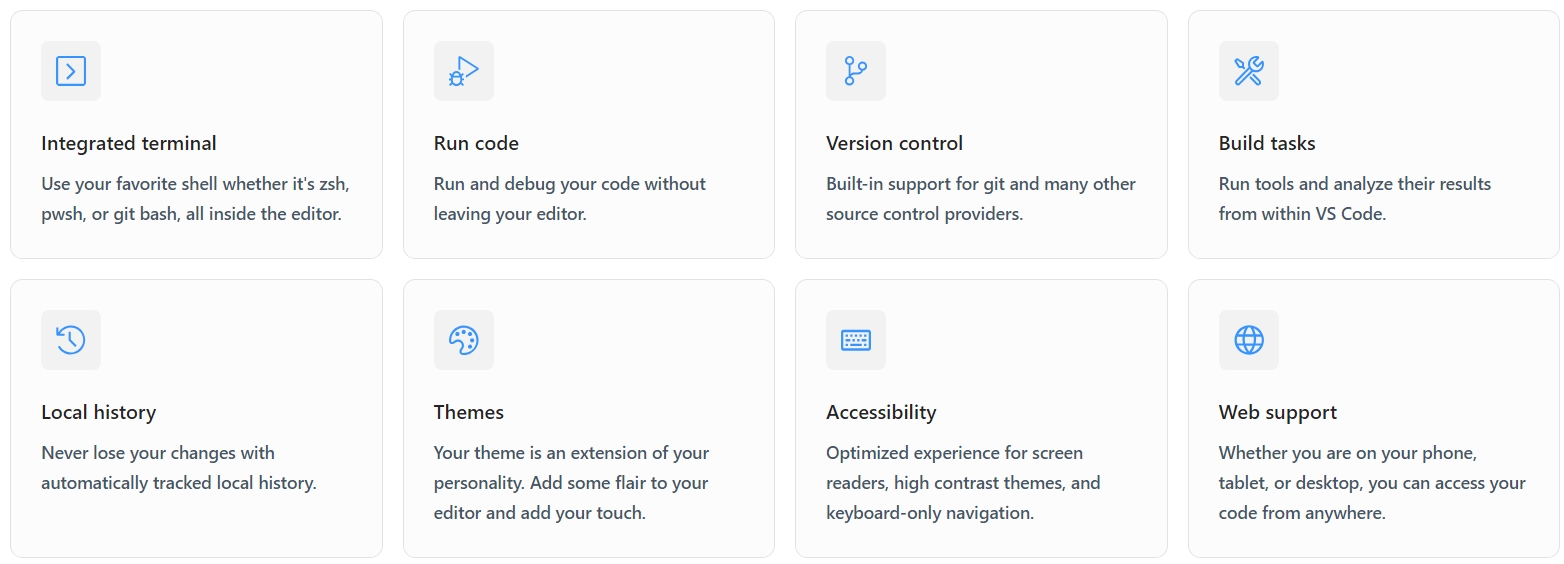 Integrated terminal
Use your favorite shell whether it's zsh,
pwsh, or git bash, all inside the editor.
Run code
Run and debug your code without
leaving your editor.
Version control
Built-in support for git and many other
source control providers.
Build tasks
Run tools and analyze their results
from within VS Code.
Local history
Never lose your changes with
automatically tracked local history.
Themes
Your theme is an extension of your
personality. Add some flair to your
editor and add your touch.
Accessibility
Optimized experience for screen
readers, high contrast themes, and
keyboard-only navigation.
Web support
Whether you are on your phone,
tablet, or desktop, you can access your
code from anywhere.